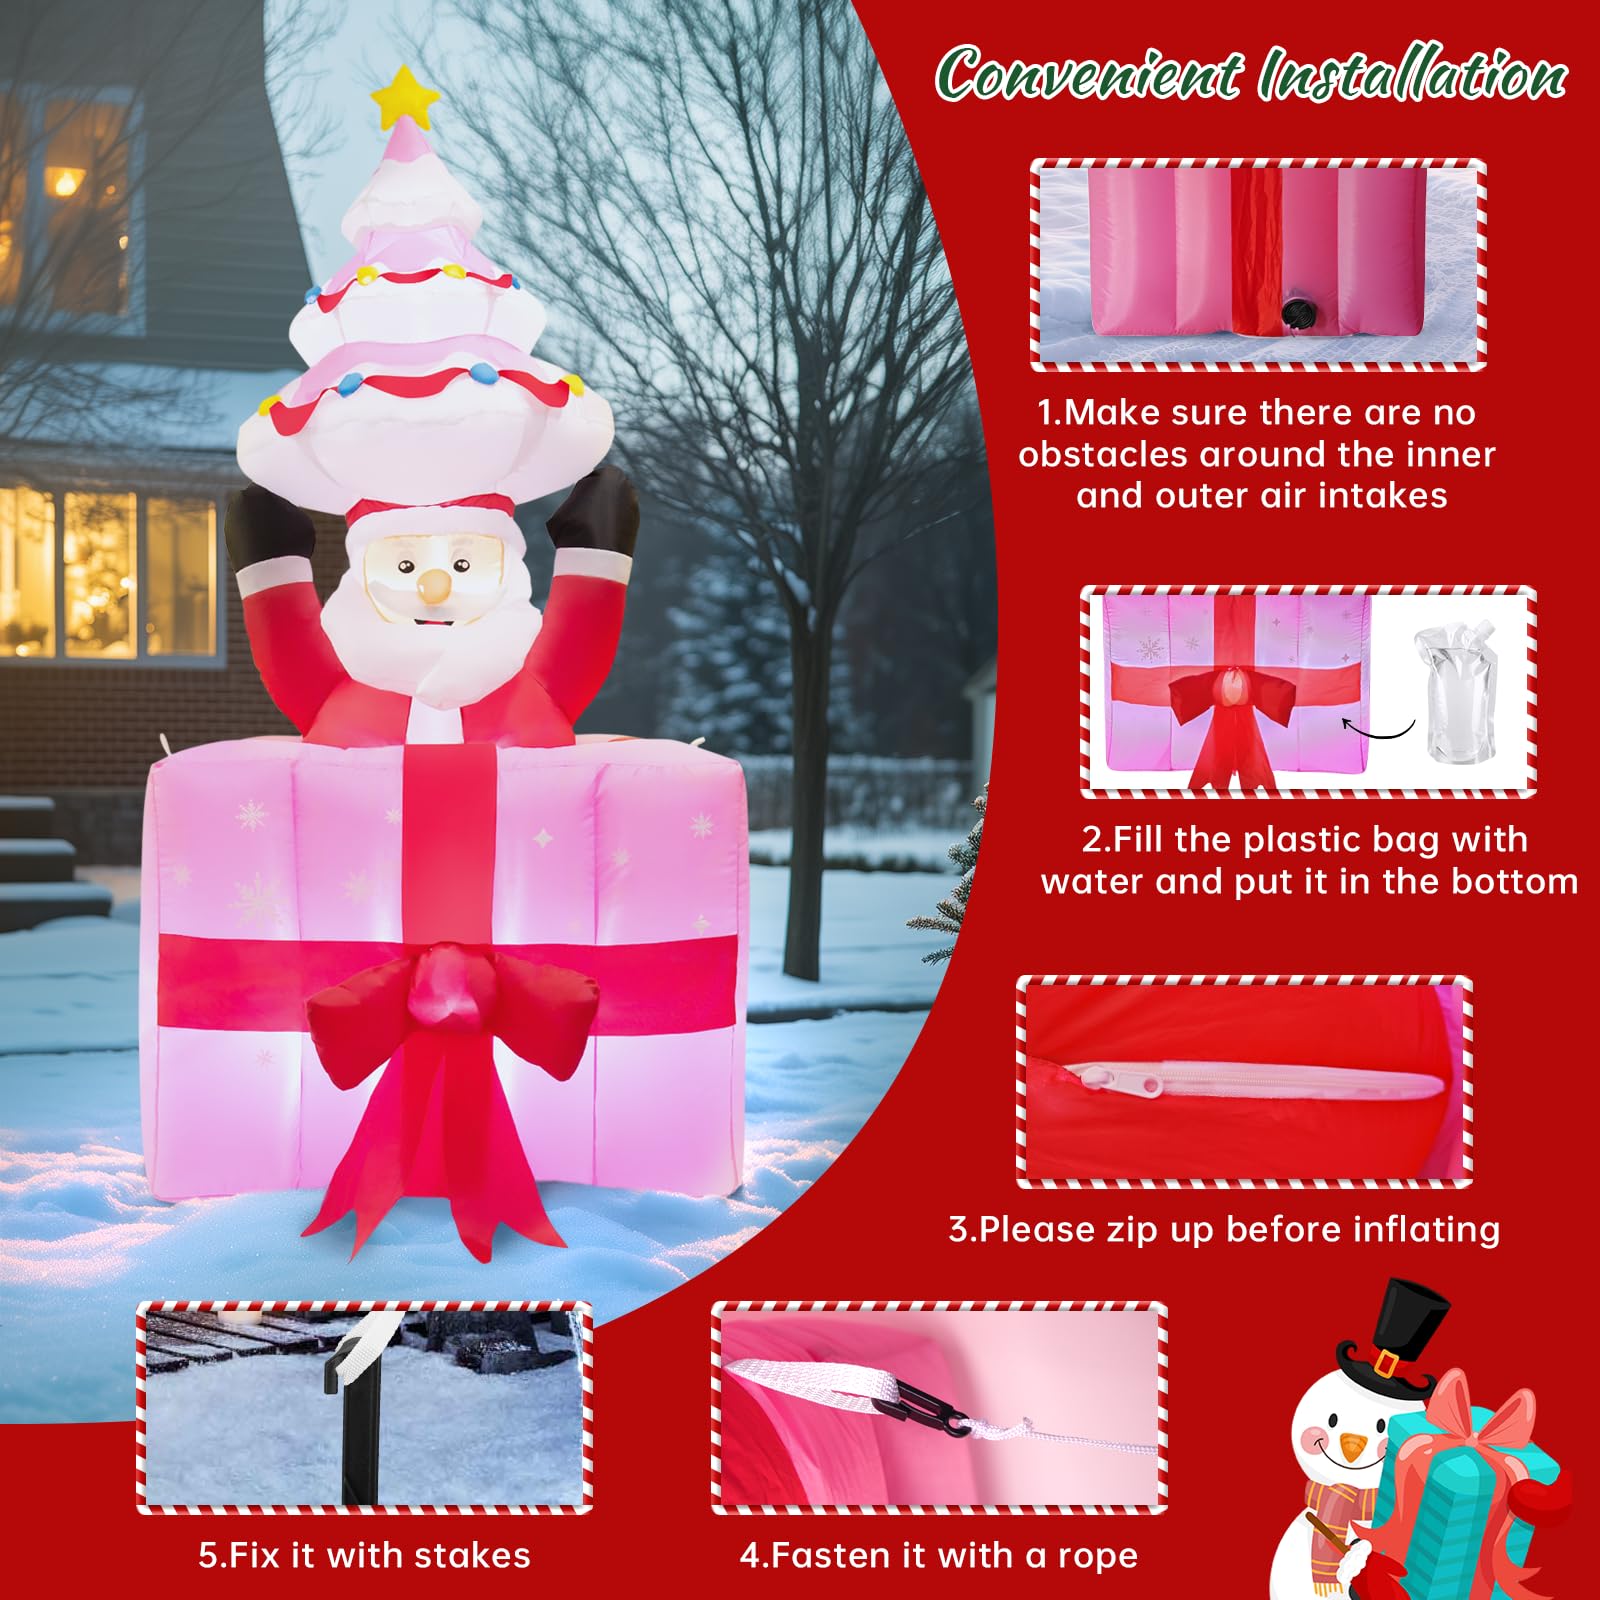 Convenient Installation
1.Make sure there are no
obstacles around the inner
and outer air intakes
2.Fill the plastic bag with
water and put it in the bottom
3.Please zip up before inflating
4.Fasten it with a rope
5.Fix it with stakes